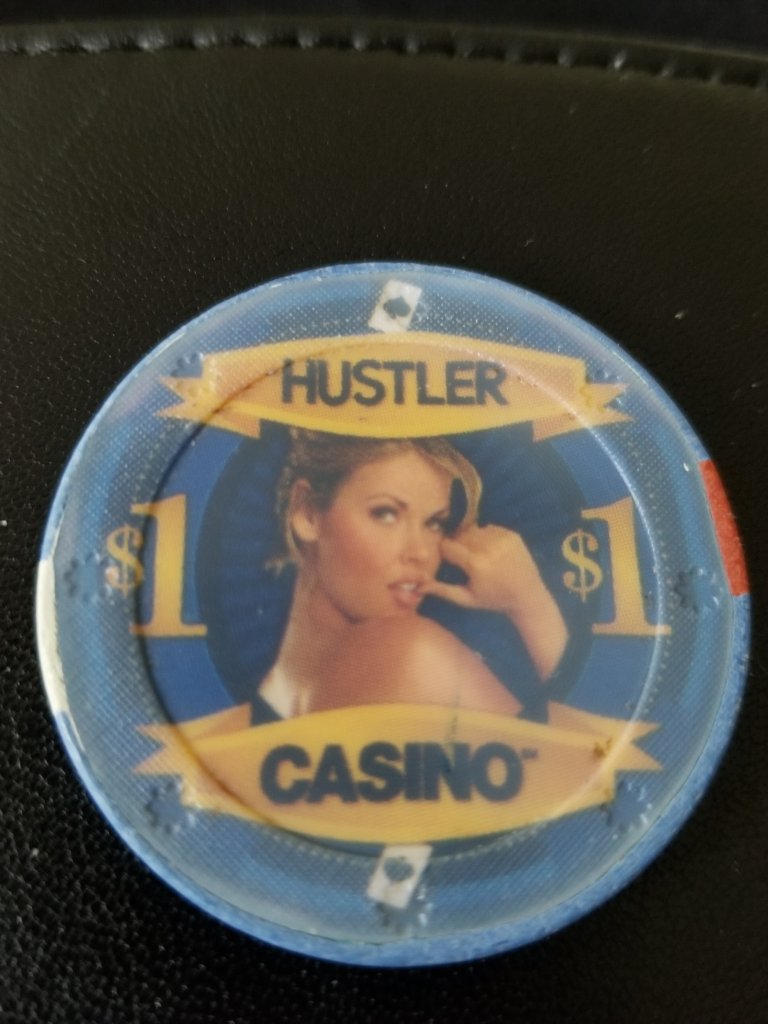 HUSTLER
$1 $1
CASINO™